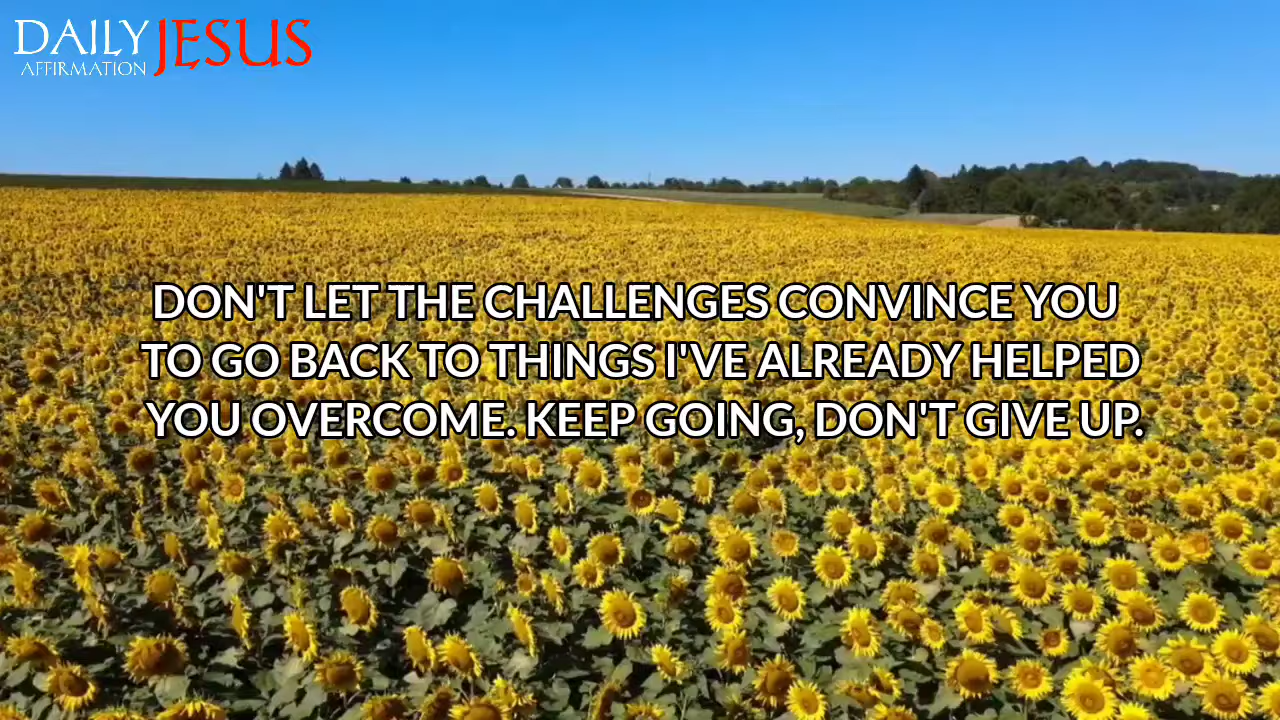 DAILY JESUS
AFFIRMATION
DON'T LET THE CHALLENGES CONVINCE YOU
TO GO BACK TO THINGS I'VE ALREADY HELPED
YOU OVERCOME. KEEP GOING, DON'T GIVE UP.